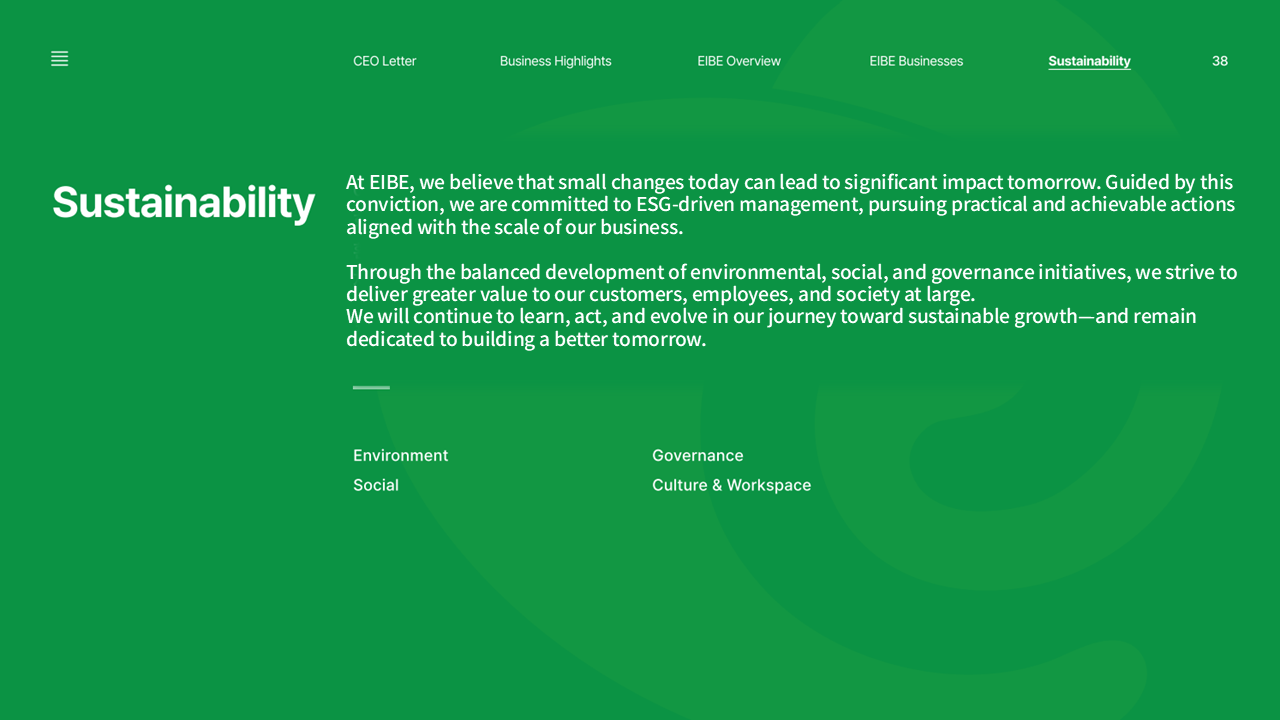 CEO Letter
Business Highlights
EIBE Overview
EIBE Businesses
Sustainability
38
Sustainability
At EIBE, we believe that small changes today can lead to significant impact tomorrow. Guided by this
conviction, we are committed to ESG-driven management, pursuing practical and achievable actions
aligned with the scale of our business.
Through the balanced development of environmental, social, and governance initiatives, we strive to
deliver greater value to our customers, employees, and society at large.
We will continue to learn, act, and evolve in our journey toward sustainable growth—and remain
dedicated to building a better tomorrow.
Environment
Social
Governance
Culture & Workspace